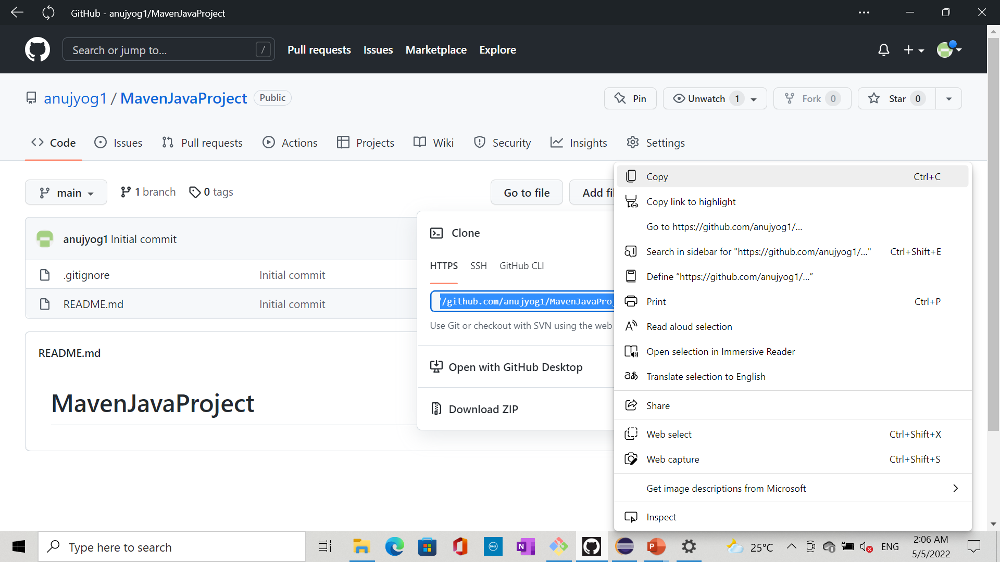 GitHub - anujyog1/MavenJavaProject
Search or jump to... /
Pull requests Issues Marketplace Explore
anujyog1 / MavenJavaProject Public
Pin Unwatch 1 Fork 0 Star 0
Code Issues Pull requests Actions Projects Wiki Security Insights Settings
main 1 branch 0 tags Go to file Add fi
anujyog1 Initial commit
.gitignore Initial commit
README.md Initial commit
README.md
MavenJavaProject
Clone
HTTPS SSH GitHub CLI
//github.com/anujyog1/MavenJavaProj
Use Git or checkout with SVN using the web
Open with GitHub Desktop
Download ZIP
Copy Ctrl+C
Copy link to highlight
Go to https://github.com/anujyog1/...
Search in sidebar for "https://github.com/anujyog1/..." Ctrl+Shift+E
Define “https://github.com/anujyog1/...”
Print Ctrl+P
Read aloud selection
Open selection in Immersive Reader
Translate selection to English
Share
Web select Ctrl+Shift+X
Web capture Ctrl+Shift+S
Get image descriptions from Microsoft
Inspect
Type here to search
DELL
N
P
25°C
ENG
2:06 AM
5/5/2022